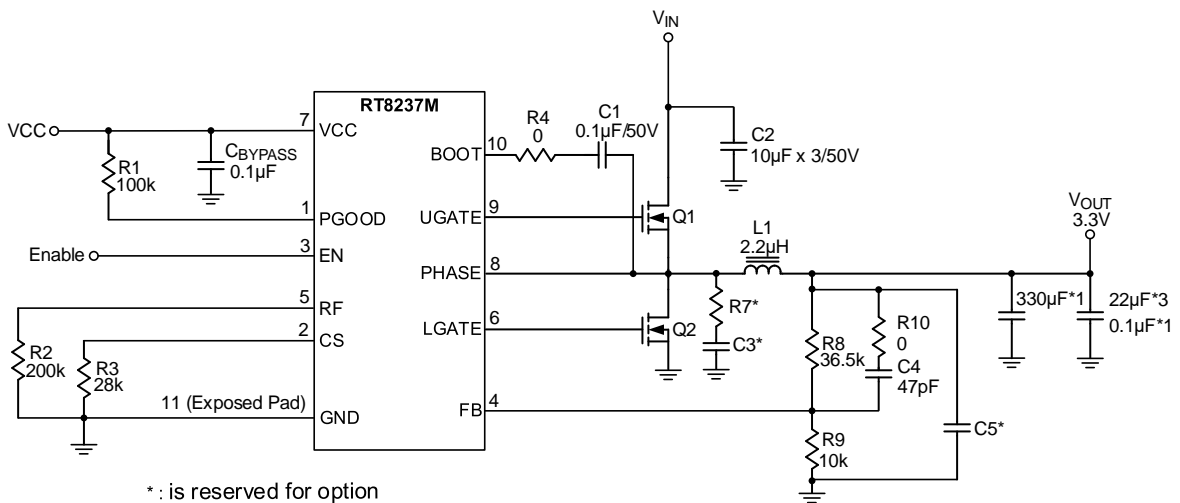 VIN
RT8237M
VCC
7
VCC
R1
100k
CBYPASS
0.1µF
1
PGOOD
Enable
3
EN
5
RF
2
CS
R2
200k
R3
28k
11 (Exposed Pad)
GND
BOOT
10
R4
0
C1
0.1µF/50V
C2
10µF x 3/50V
UGATE
9
Q1
PHASE
8
L1
2.2µH
VOUT
3.3V
LGATE
6
Q2
R7*
C3*
R8
36.5k
R10
0
C4
47pF
330µF*1
22µF*3
0.1µF*1
FB
4
R9
10k
C5*
* : is reserved for option